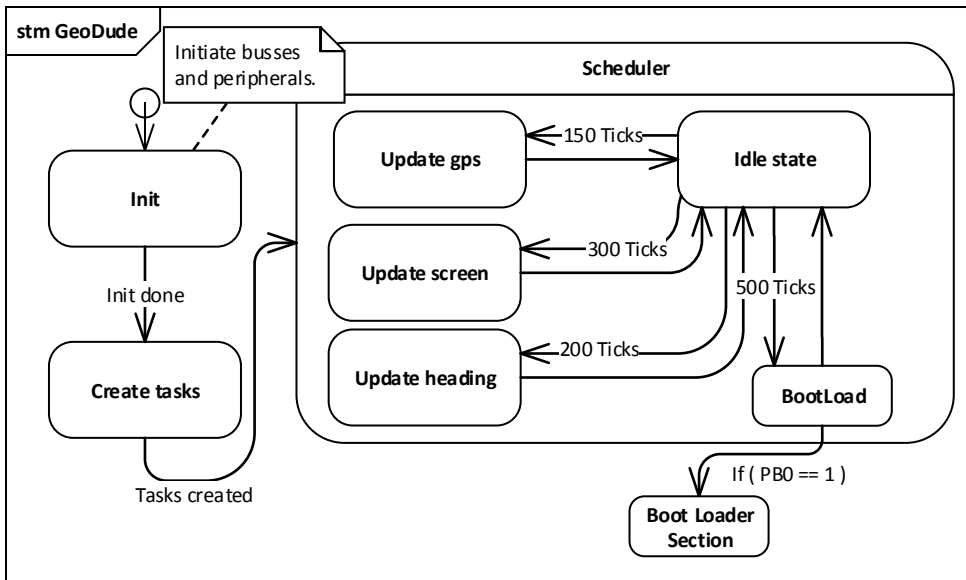 stm GeoDude
Initiate busses
and peripherals.
Scheduler
Init
Init done
Create tasks
Tasks created
Update gps
150 Ticks
Idle state
Update screen
300 Ticks
500 Ticks
Update heading
200 Ticks
BootLoad
If ( PB0 == 1 )
Boot Loader
Section